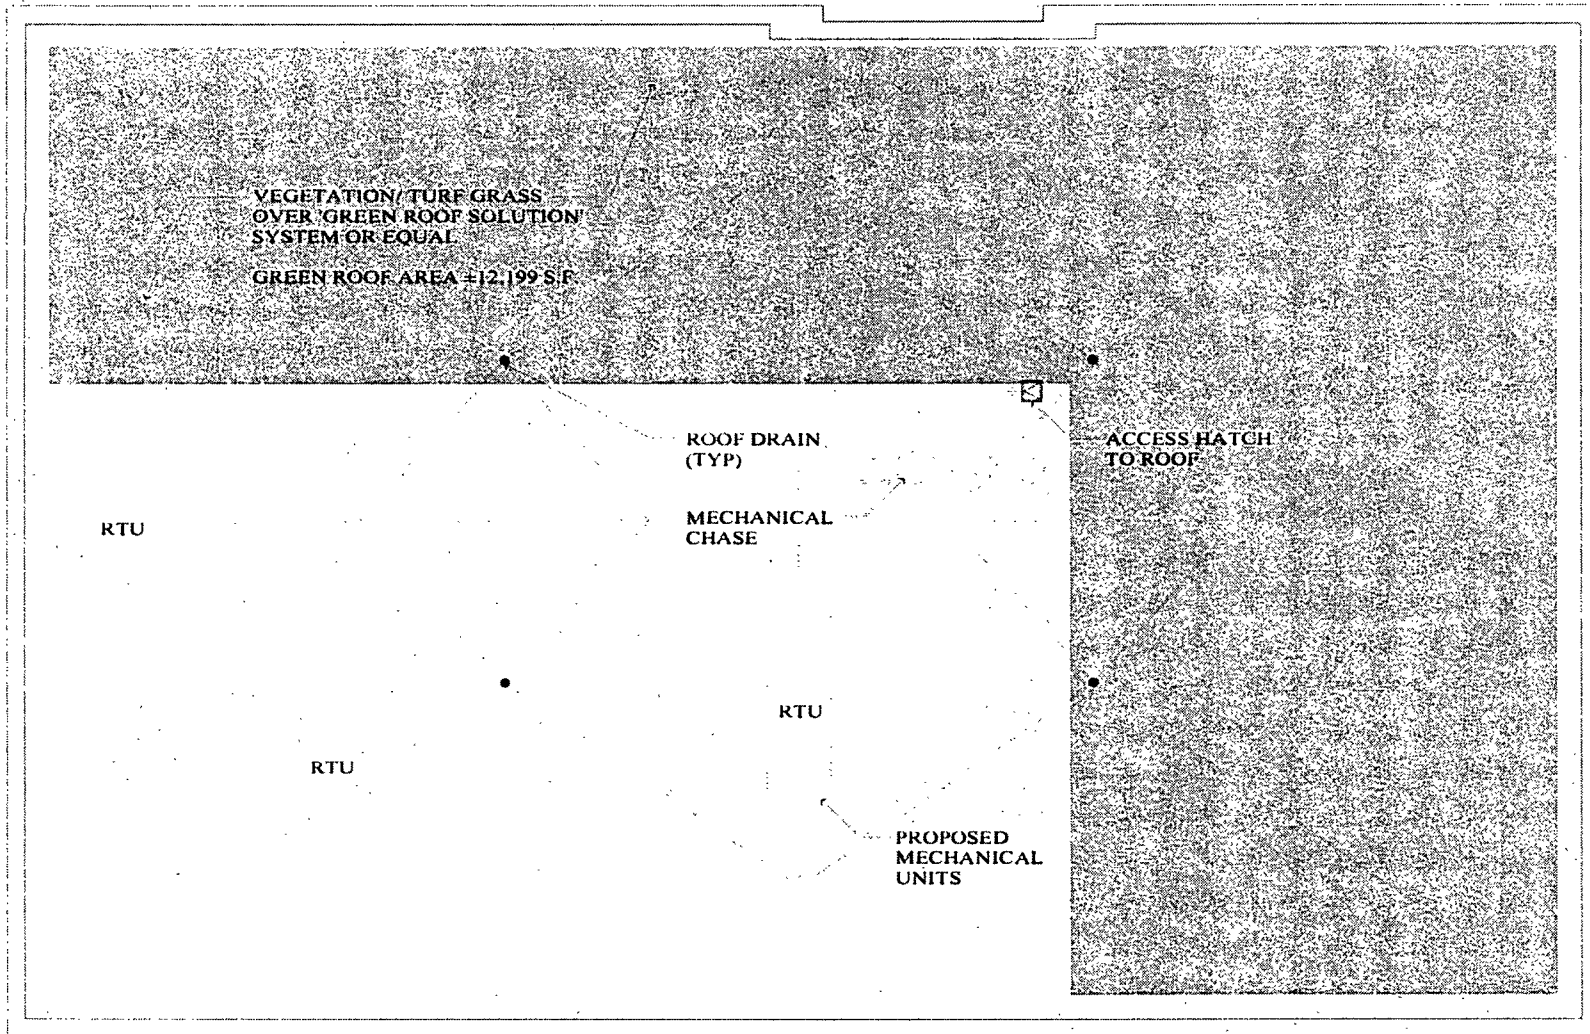 VEGETATION/ TURF GRASS
OVER 'GREEN ROOF SOLUTION'
SYSTEM OR EQUAL
GREEN ROOF AREA ±12,199 S.F.
ROOF DRAIN
(TYP)
ACCESS HATCH
TO ROOF
MECHANICAL
CHASE
RTU
RTU
RTU
PROPOSED
MECHANICAL
UNITS